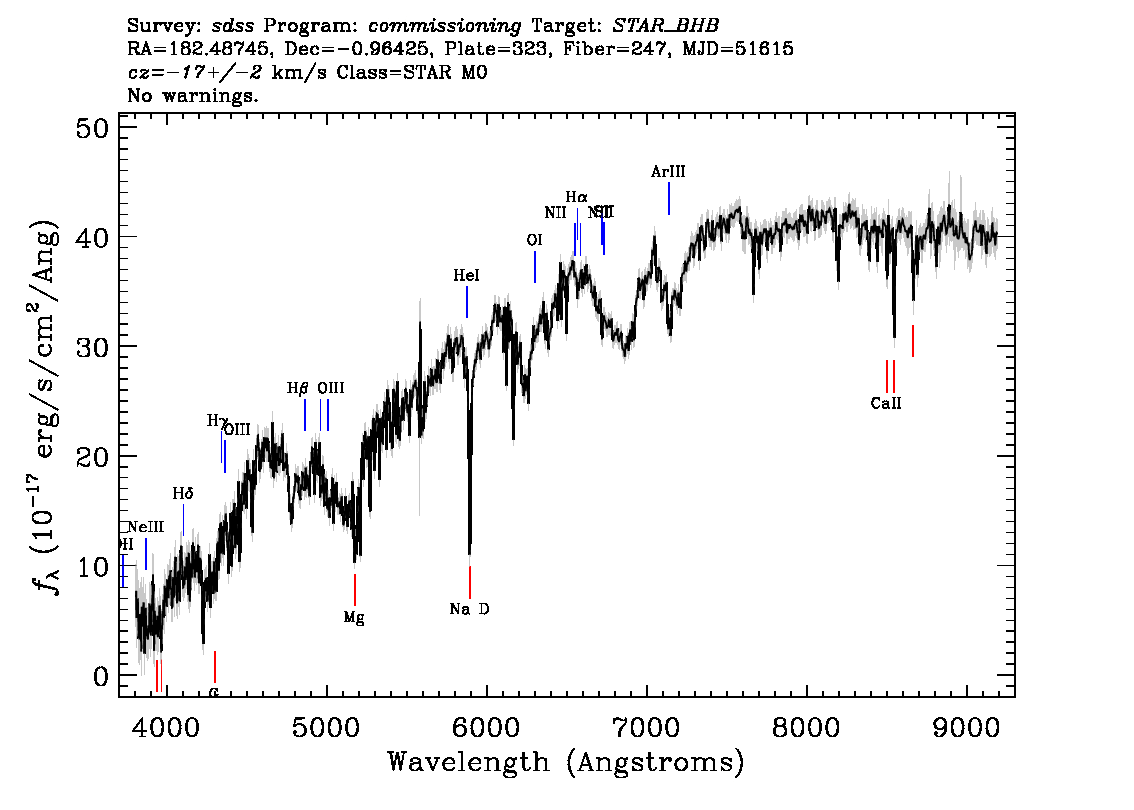 Survey: sdss Program: commissioning Target: STAR_BHB
RA=182.48745, Dec=-0.96425, Plate=323, Fiber=247, MJD=51615
cz=-17+/-2 km/s Class=STAR M0
No warnings.
50
40
30
20
10
0
f_λ (10^-17 erg/s/cm^2/Ang)
ArIII
Hα
NII
NII
SII
OI
HeI
Hβ OIII
Hγ
OIII
Hδ
NeIII
CaII
Na D
Mg
G
4000 5000 6000 7000 8000 9000
Wavelength (Angstroms)